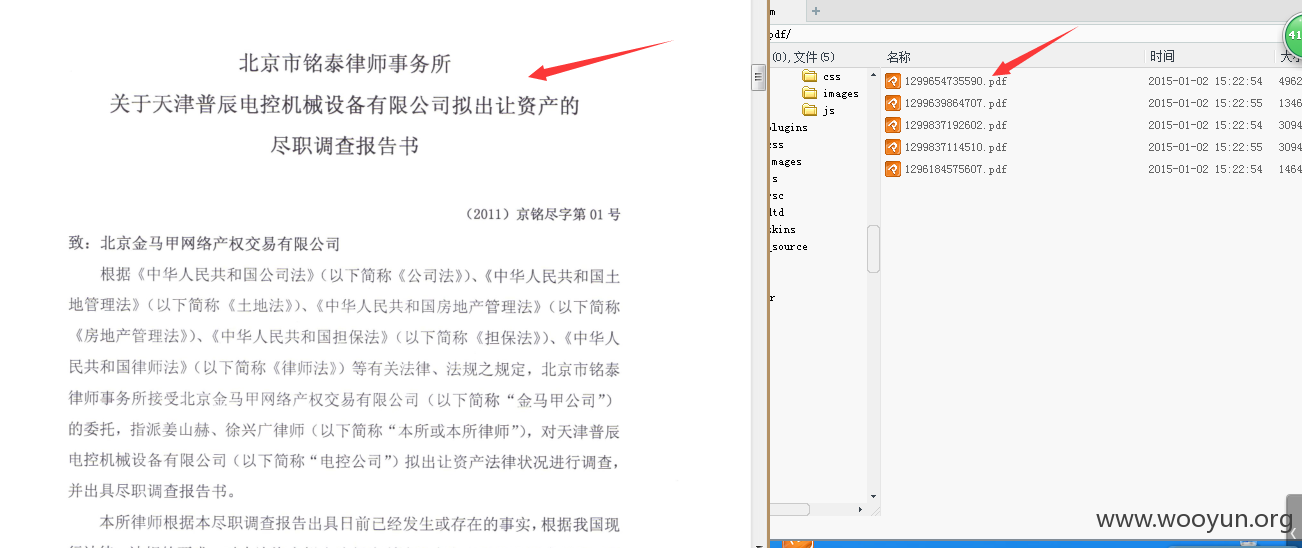 北京市铭泰律师事务所
关于天津普辰电控机械设备有限公司拟出让资产的
尽职调查报告书
（2011）京铭尽字第 01 号
致：北京金马甲网络产权交易有限公司
根据《中华人民共和国公司法》（以下简称《公司法》）、《中华人民共和国土
地管理法》（以下简称《土地法》）、《中华人民共和国房地产管理法》（以下简称
《房地产管理法》）、《中华人民共和国担保法》（以下简称《担保法》）、《中华人
民共和国律师法》（以下简称《律师法》）等有关法律、法规之规定，北京市铭泰
律师事务所接受北京金马甲网络产权交易有限公司（以下简称“金马甲公司”）
的委托，指派姜山赫、徐兴广律师（以下简称“本所或本所律师”），对天津普辰
电控机械设备有限公司（以下简称“电控公司”）拟出让资产法律状况进行调查，
并出具尽职调查报告书。
本所律师根据本尽职调查报告出具日前已经发生或存在的事实，根据我国现
m
pdf/
(0),文件(5)
css
images
js
plugins
css
images
js
rsc
ltd
zkins
_source
r
名称 时间 大小
1299654735590.pdf 2015-01-02 15:22:54 4962
1299639864707.pdf 2015-01-02 15:22:55 1346
1299837192602.pdf 2015-01-02 15:22:54 3094
1299837114510.pdf 2015-01-02 15:22:55 3094
1296184575607.pdf 2015-01-02 15:22:54 1464
41
www.wooyun.org